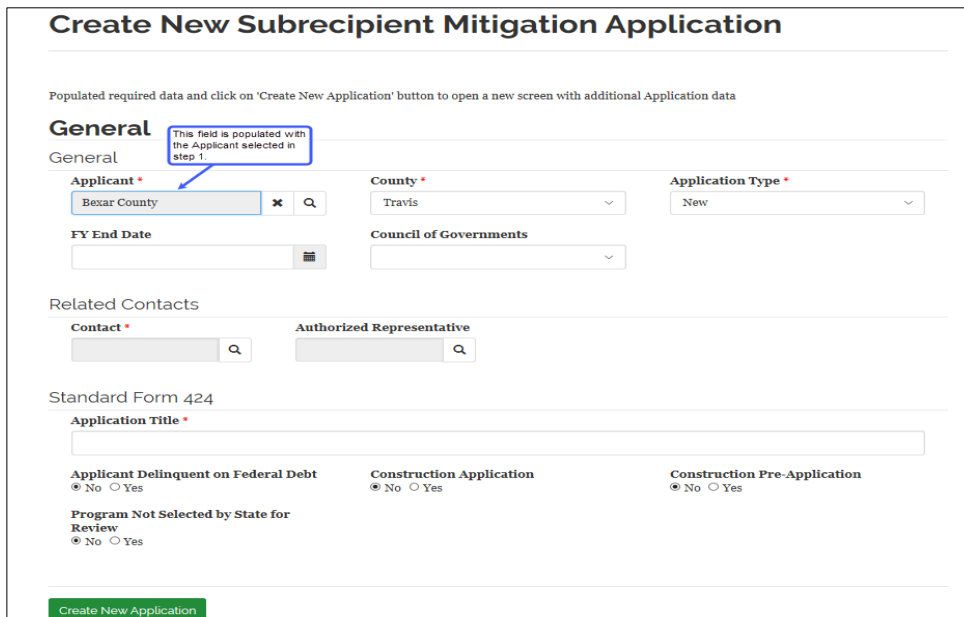 Create New Subrecipient Mitigation Application
Populated required data and click on 'Create New Application' button to open a new screen with additional Application data
General
This field is populated with
the Applicant selected in
step 1.
General
Applicant * County * Application Type *
Bexar County Travis New
FY End Date Council of Governments
Related Contacts
Contact * Authorized Representative
Standard Form 424
Application Title *
Applicant Delinquent on Federal Debt Construction Application Construction Pre-Application
No Yes No Yes No Yes
Program Not Selected by State for
Review
No Yes
Create New Application